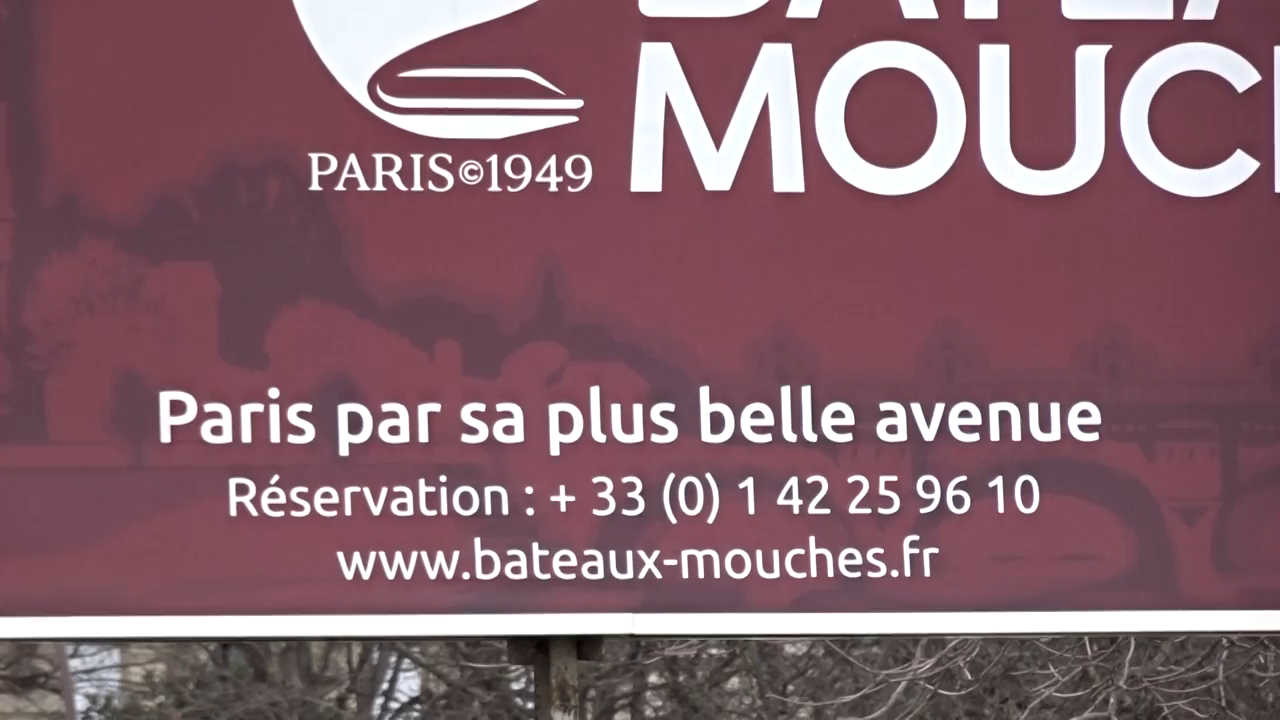 BATEA
MOUCH
PARIS©1949
Paris par sa plus belle avenue
Réservation : + 33 (0) 1 42 25 96 10
www.bateaux-mouches.fr